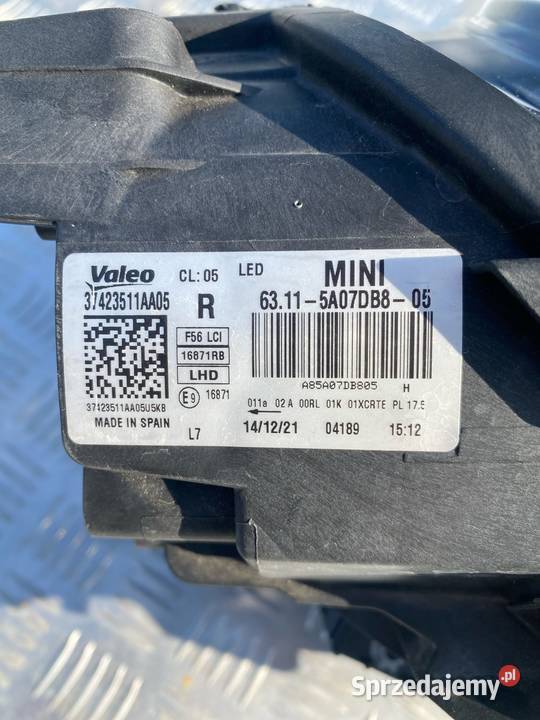 Valeo CL: 05 LED MINI
37423511AA05 R 63.11-5A07DB8-05
F56 LCI
16871RB
LHD
A85A07DB805 H
E9 16871
011a 02A 00RL 01K 01XCRTE PL 17.5
37123511AA05U5KB
MADE IN SPAIN L7 14/12/21 04189 15:12
Sprzedajemy.pl